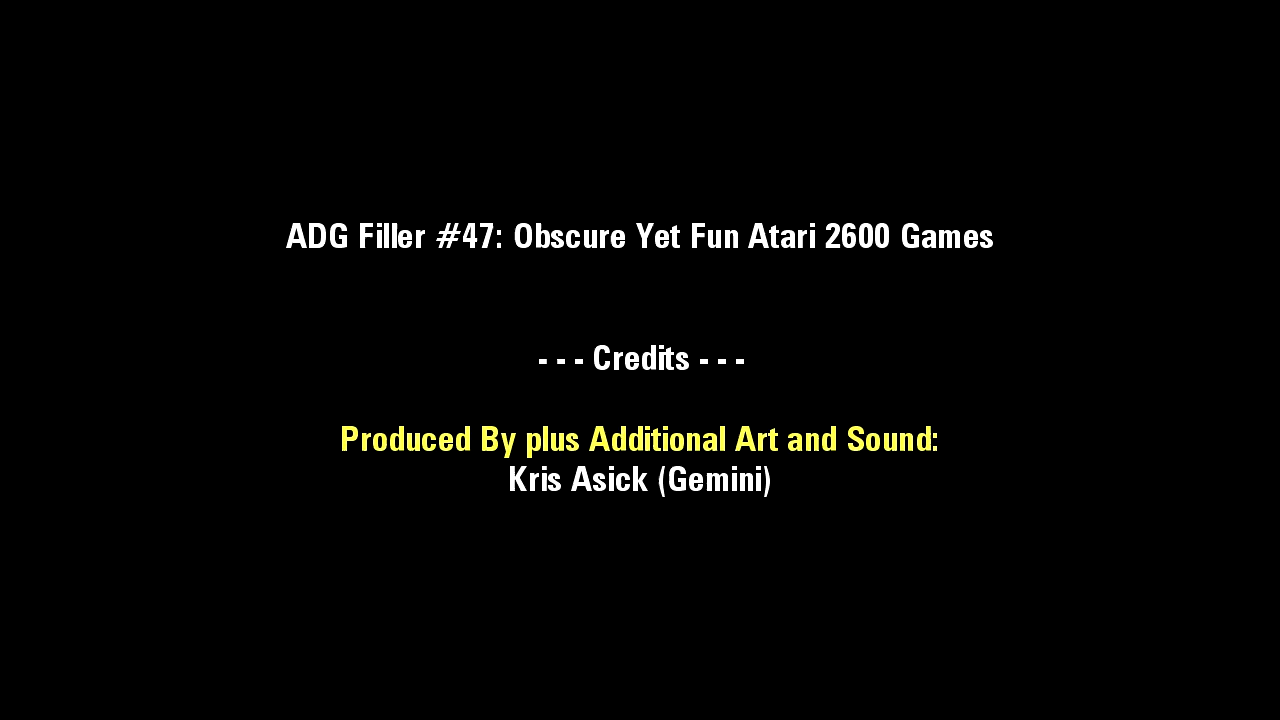 ADG Filler #47: Obscure Yet Fun Atari 2600 Games
- - - Credits - - -
Produced By plus Additional Art and Sound:
Kris Asick (Gemini)